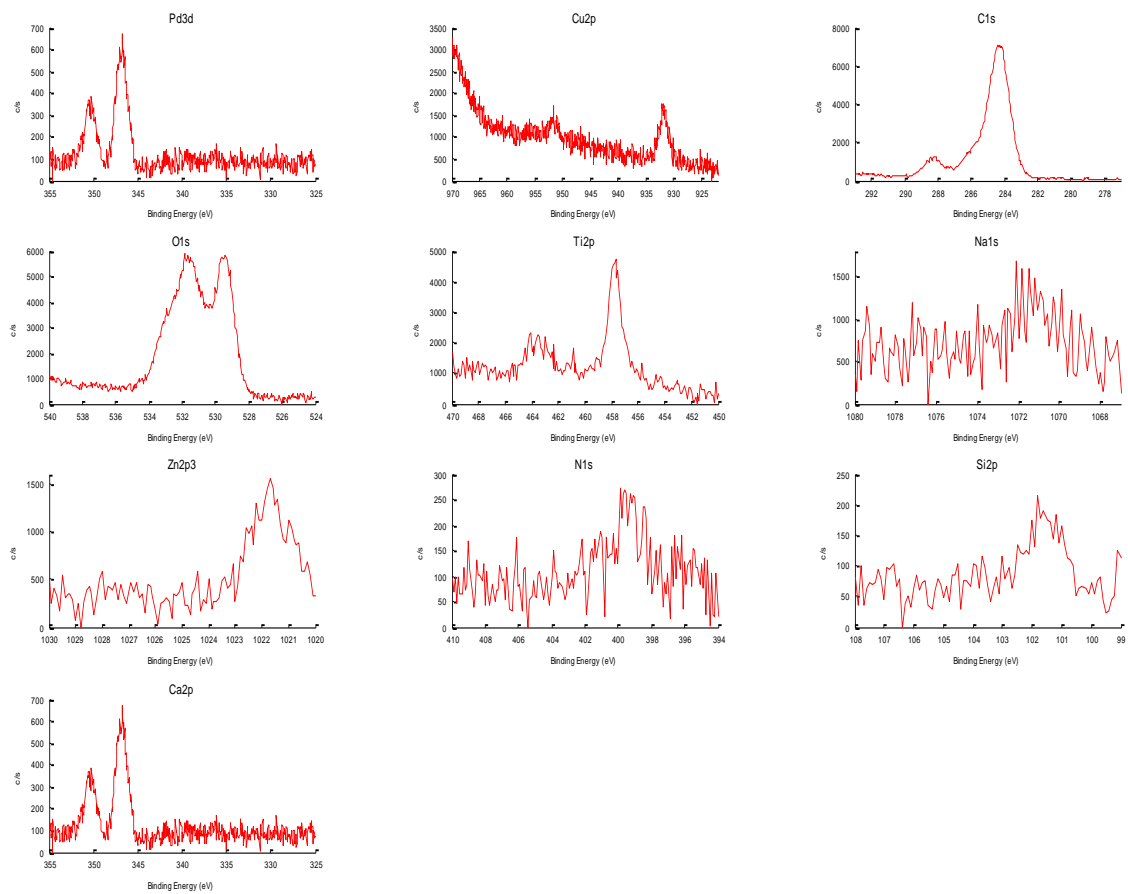 Pd3d
700
600
500
400
300
200
100
0
355 350 345 340 335 330 325
c/s
Binding Energy (eV)
Cu2p
3500
3000
2500
2000
1500
1000
500
0
970 965 960 955 950 945 940 935 930 925
c/s
Binding Energy (eV)
C1s
8000
6000
4000
2000
0
292 290 288 286 284 282 280 278
c/s
Binding Energy (eV)
O1s
6000
5000
4000
3000
2000
1000
0
540 538 536 534 532 530 528 526 524
c/s
Binding Energy (eV)
Ti2p
5000
4000
3000
2000
1000
0
470 468 466 464 462 460 458 456 454 452 450
c/s
Binding Energy (eV)
Na1s
1500
1000
500
0
1080 1078 1076 1074 1072 1070 1068
c/s
Binding Energy (eV)
Zn2p3
1500
1000
500
0
1030 1029 1028 1027 1026 1025 1024 1023 1022 1021 1020
c/s
Binding Energy (eV)
N1s
300
250
200
150
100
50
0
410 408 406 404 402 400 398 396 394
c/s
Binding Energy (eV)
Si2p
250
200
150
100
50
0
108 107 106 105 104 103 102 101 100 99
c/s
Binding Energy (eV)
Ca2p
700
600
500
400
300
200
100
0
355 350 345 340 335 330 325
c/s
Binding Energy (eV)